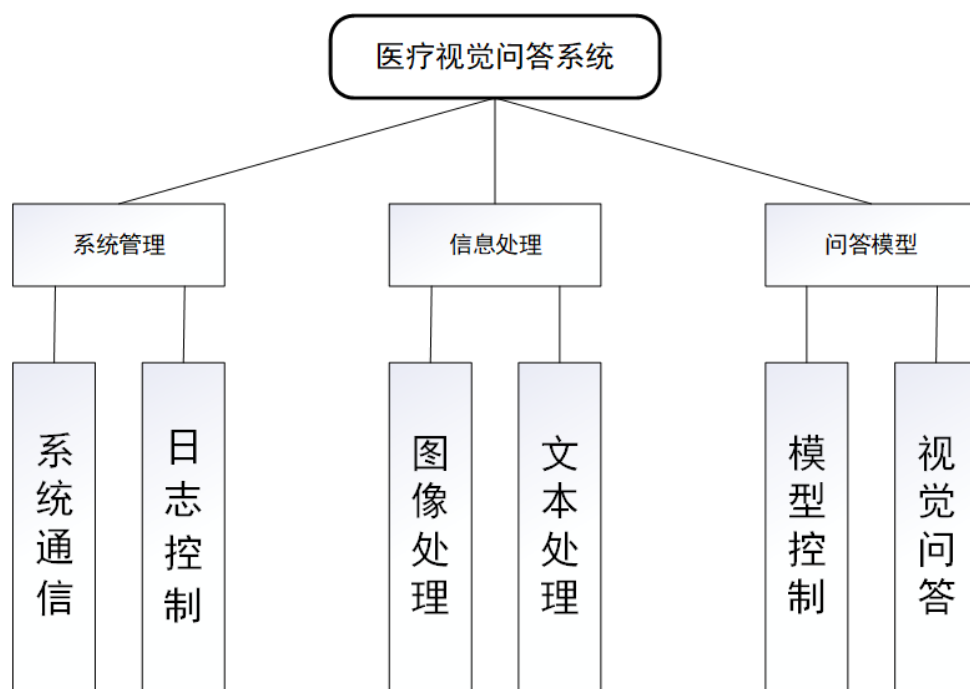 医疗视觉问答系统
系统管理
信息处理
问答模型
系统通信
日志控制
图像处理
文本处理
模型控制
视觉问答